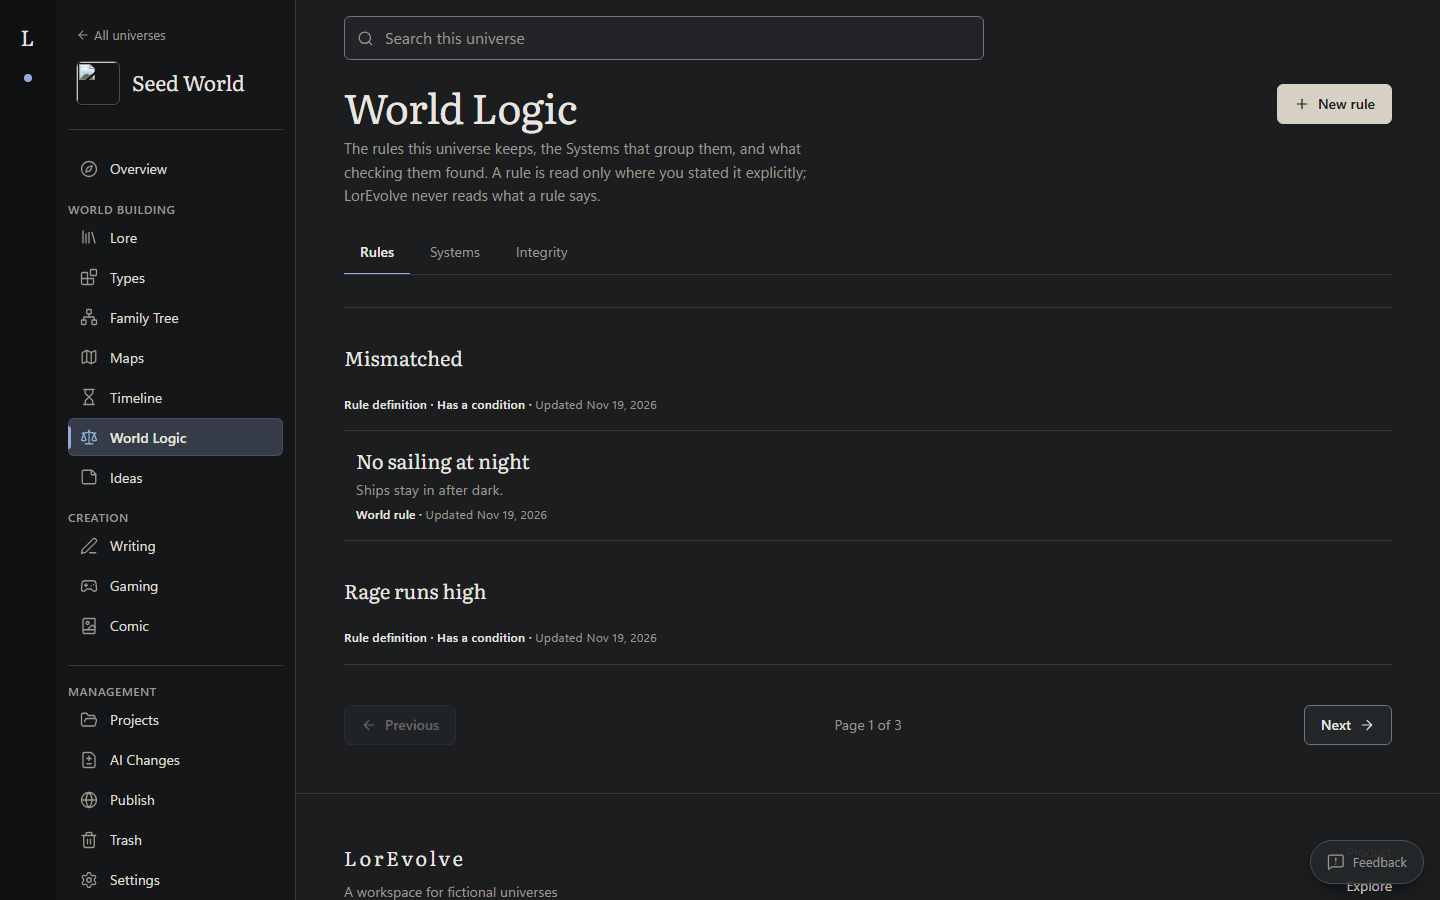 L
All universes
Seed World
Overview
WORLD BUILDING
Lore
Types
Family Tree
Maps
Timeline
World Logic
Ideas
CREATION
Writing
Gaming
Comic
MANAGEMENT
Projects
AI Changes
Publish
Trash
Settings
Search this universe
World Logic
New rule
The rules this universe keeps, the Systems that group them, and what
checking them found. A rule is read only where you stated it explicitly;
LorEvolve never reads what a rule says.
Rules Systems Integrity
Mismatched
Rule definition · Has a condition · Updated Nov 19, 2026
No sailing at night
Ships stay in after dark.
World rule · Updated Nov 19, 2026
Rage runs high
Rule definition · Has a condition · Updated Nov 19, 2026
Previous Page 1 of 3 Next
LorEvolve
A workspace for fictional universes
Product
Feedback
Explore